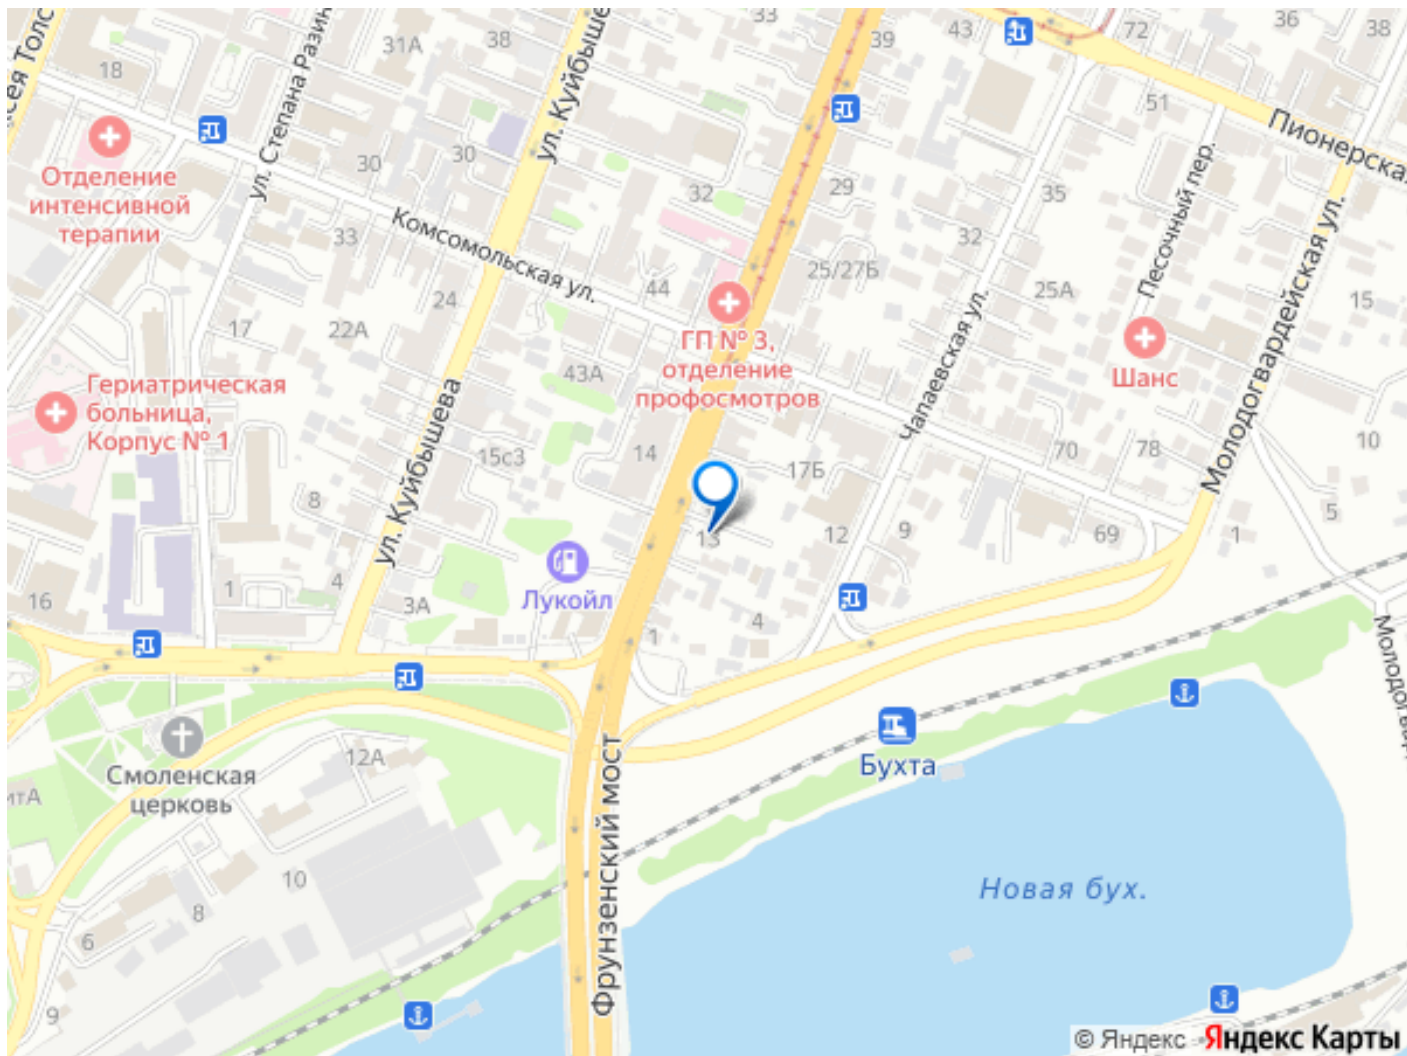 33
39
43
72
36
38
31А
38
18
ул. Степана Разин
ул. Куйбыше
51
Пионерская
Отделение
интенсивной
терапии
30
30
32
29
35
Песочный пер.
33
Комсомольская ул.
32
25/27Б
44
25А
15
24
17
22А
ГП № 3,
отделение
профосмотров
43А
Чапаевская ул.
Шанс
Молодогвардейская ул.
Гериатрическая
больница,
Корпус № 1
ул. Куйбышева
14
15с3
17Б
70
78
10
8
13
12
9
69
1
5
Лукойл
16
1
4
3А
1
4
Смоленская
церковь
12А
Бухта
Фрунзенский мост
10
8
6
9
Новая бух.
© Яндекс
Яндекс Карты